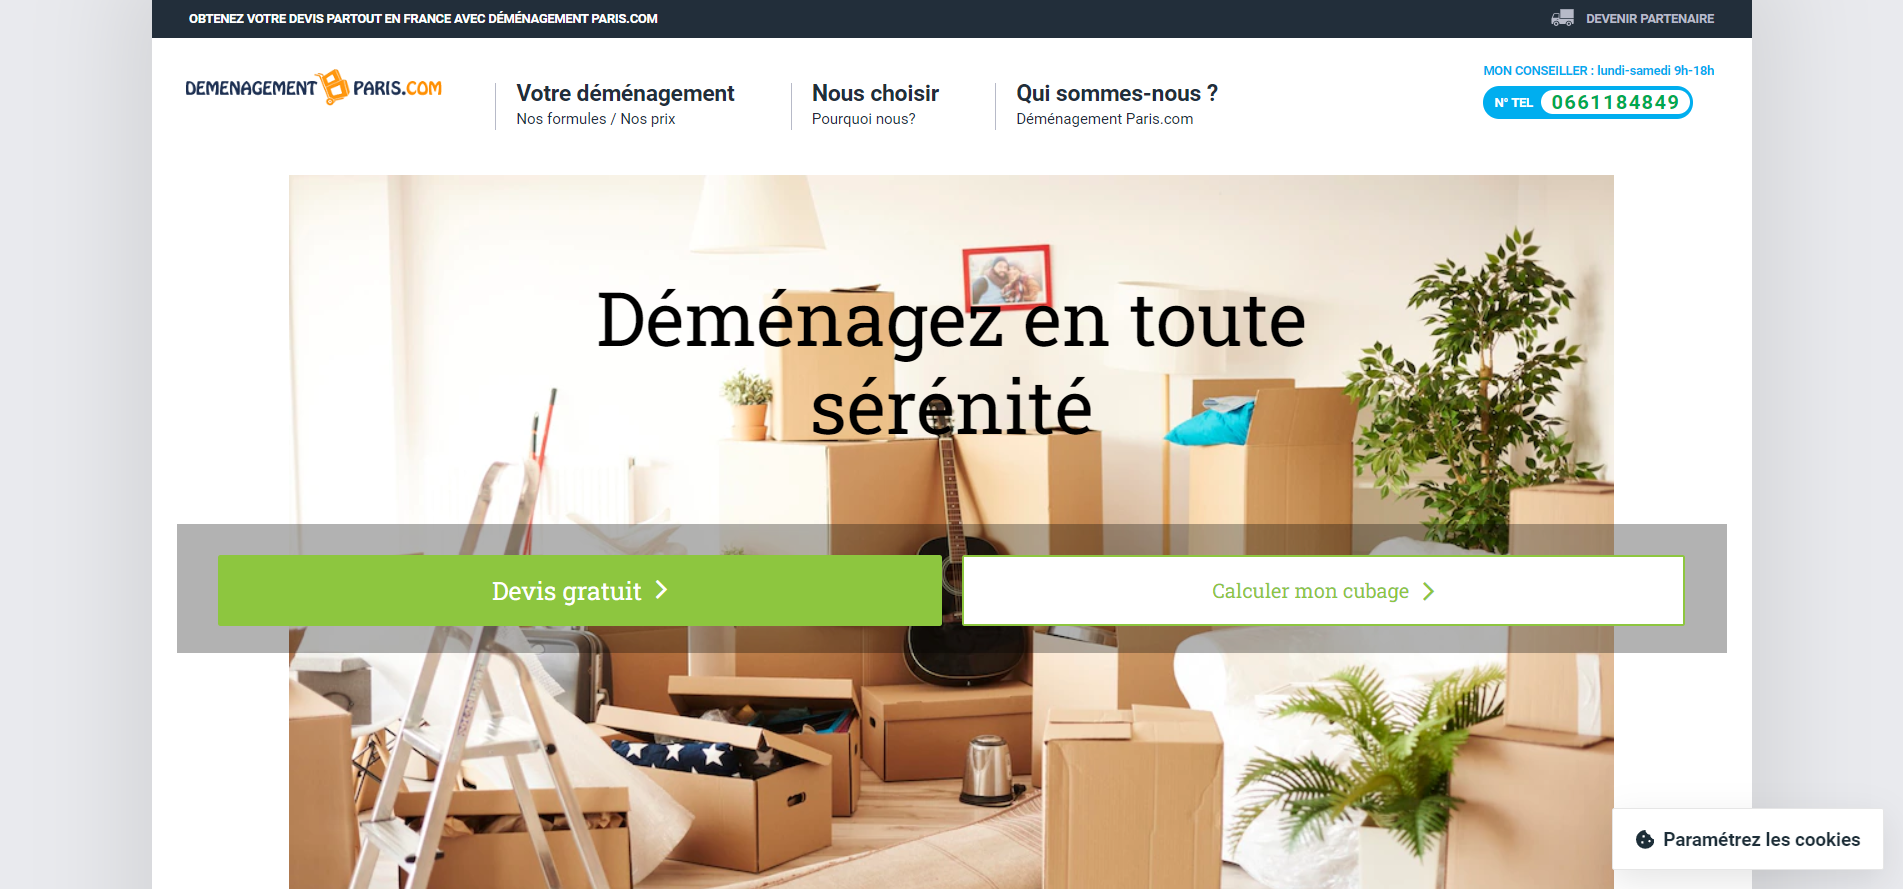 OBTENEZ VOTRE DEVIS PARTOUT EN FRANCE AVEC DÉMÉNAGEMENT PARIS.COM
DEVENIR PARTENAIRE
DEMENAGEMENT PARIS.COM
Votre déménagement
Nos formules / Nos prix
Nous choisir
Pourquoi nous?
Qui sommes-nous ?
Déménagement Paris.com
MON CONSEILLER : lundi-samedi 9h-18h
N° TEL 0661184849
Déménagez en toute
sérénité
Devis gratuit
Calculer mon cubage
Paramétrez les cookies